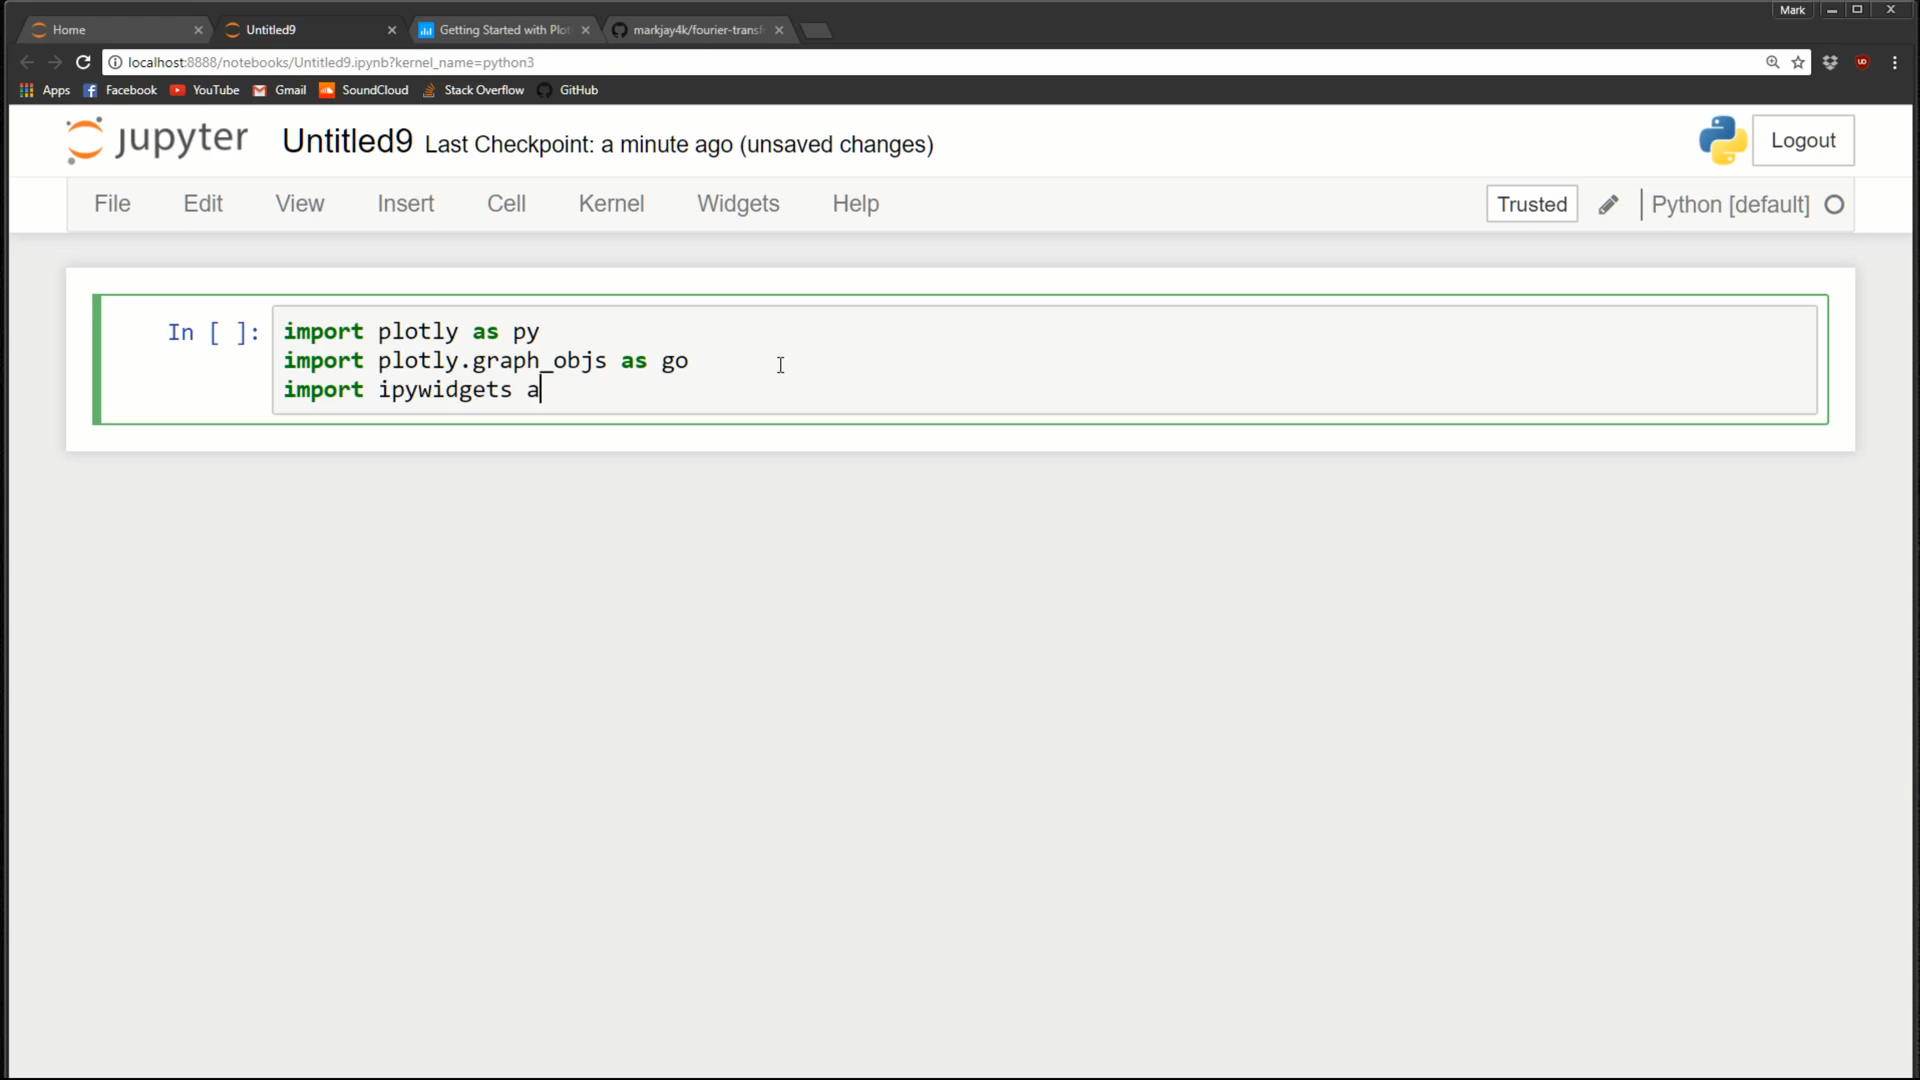 Mark
Home
Untitled9
Getting Started with Plot
markjay4k/fourier-transf
localhost:8888/notebooks/Untitled9.ipynb?kernel_name=python3
Apps Facebook YouTube Gmail SoundCloud Stack Overflow GitHub
jupyter Untitled9 Last Checkpoint: a minute ago (unsaved changes)
Logout
File Edit View Insert Cell Kernel Widgets Help
Trusted Python [default]
In [ ]: import plotly as py
import plotly.graph_objs as go
import ipywidgets a